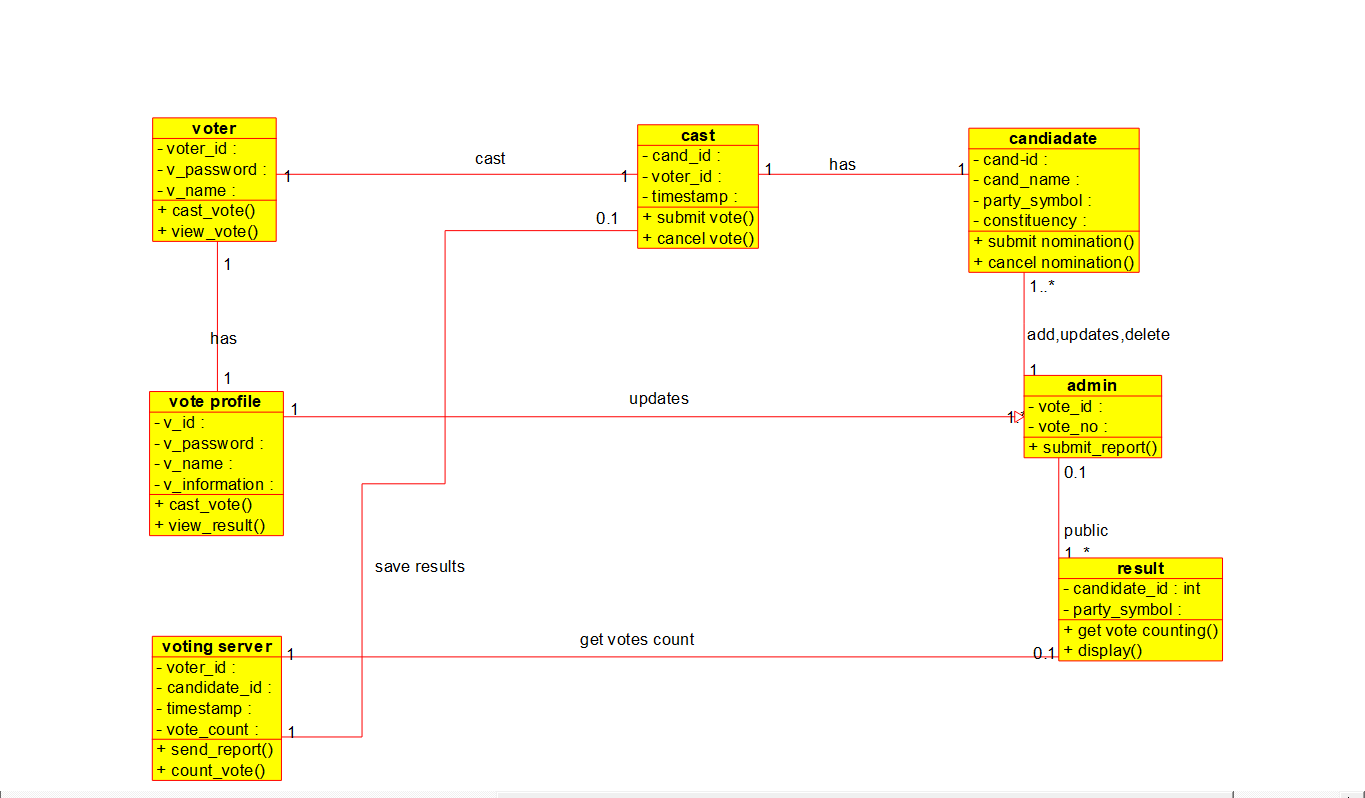 voter
- voter_id :
- v_password :
- v_name :
+ cast_vote()
+ view_vote()
1
cast
1
cast
- cand_id :
- voter_id :
- timestamp :
+ submit vote()
+ cancel vote()
1
has
1
candiadate
- cand-id :
- cand_name :
- party_symbol :
- constituency :
+ submit nomination()
+ cancel nomination()
0.1
1
has
1
1..*
add,updates,delete
1
vote profile
- v_id :
- v_password :
- v_name :
- v_information :
+ cast_vote()
+ view_result()
1
updates
1
admin
- vote_id :
- vote_no :
+ submit_report()
0.1
public
1..*
save results
result
- candidate_id : int
- party_symbol :
+ get vote counting()
+ display()
voting server
- voter_id :
- candidate_id :
- timestamp :
- vote_count :
+ send_report()
+ count_vote()
1
get votes count
0.1
1